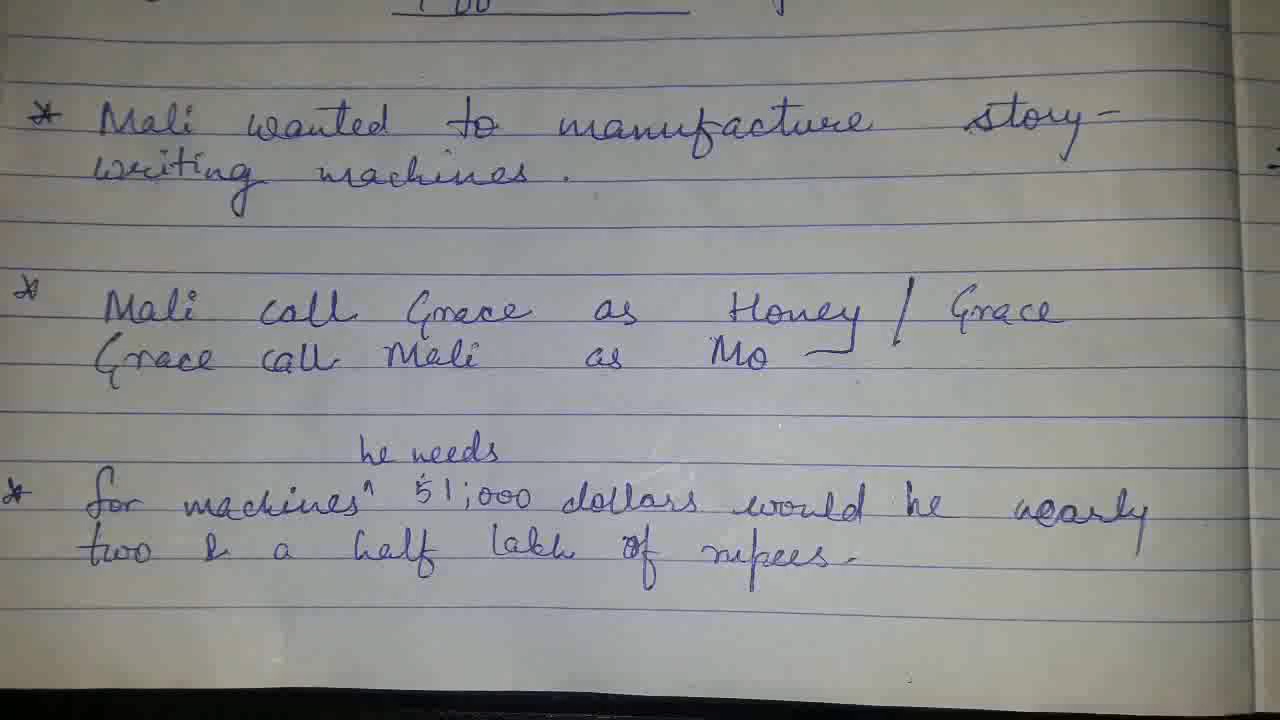 * Mali wanted to manufacture story-
writing machines.
* Mali call Grace as Honey / Grace
Grace call Mali as Mo
he needs
* for machines ^ 51,000 dollars would he nearly
two & a half lakh of rupees.